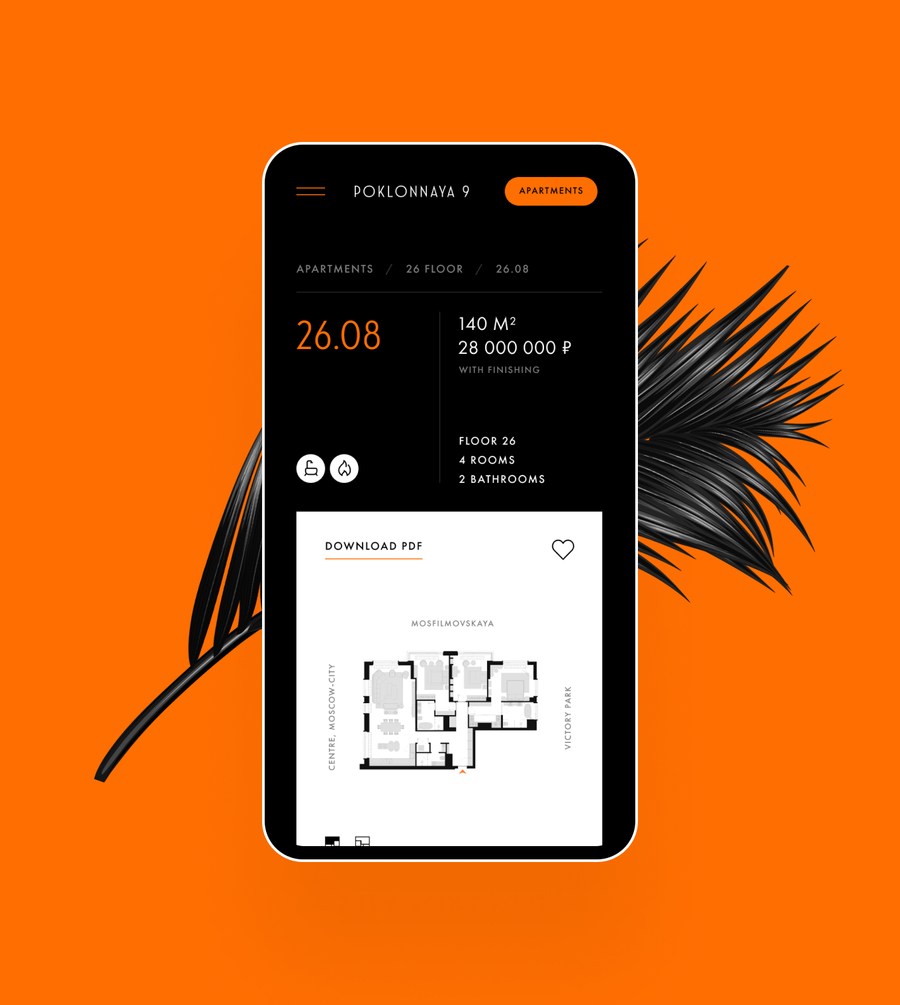 POKLONNAYA 9
APARTMENTS
APARTMENTS / 26 FLOOR / 26.08
26.08
140 M²
28 000 000 ₽
WITH FINISHING
FLOOR 26
4 ROOMS
2 BATHROOMS
DOWNLOAD PDF
MOSFILMOVSKAYA
CENTRE, MOSCOW-CITY
VICTORY PARK